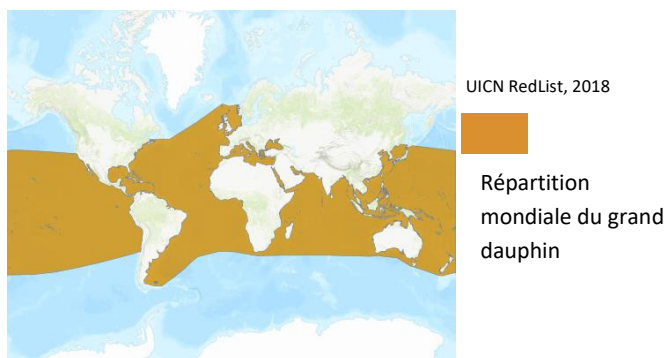 UICN RedList, 2018
Répartition
mondiale du grand
dauphin